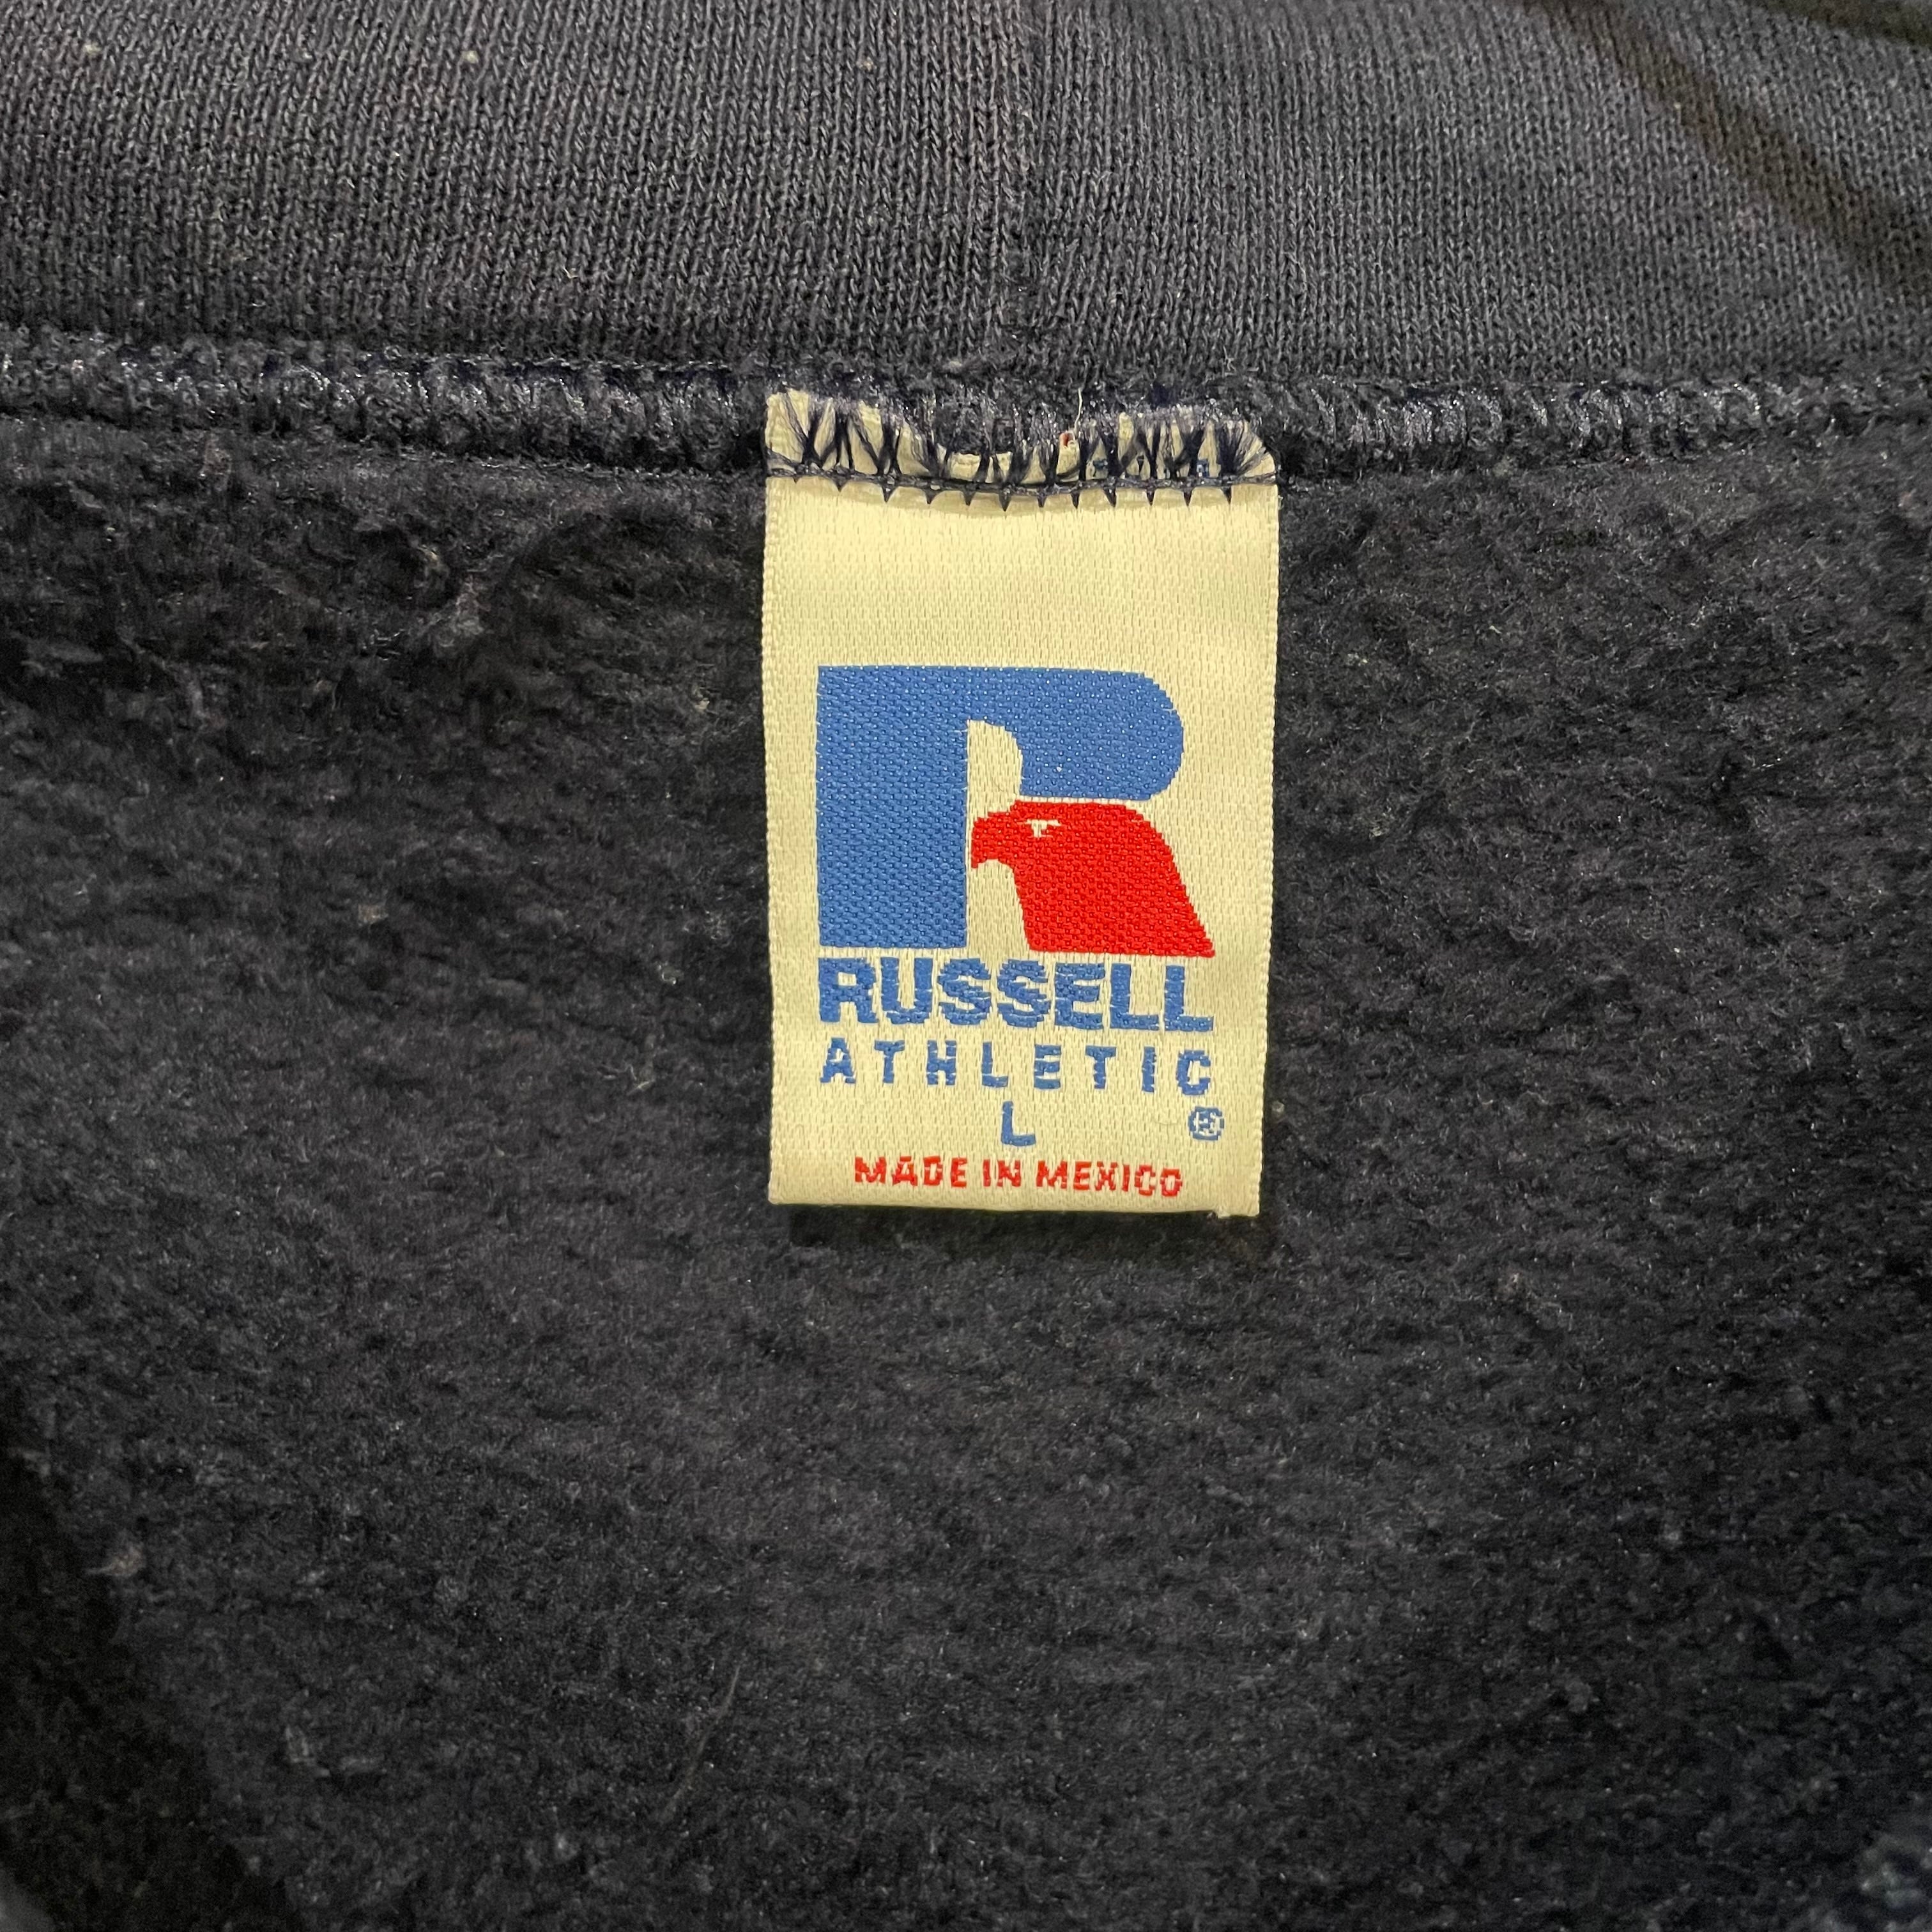 R
RUSSELL
ATHLETIC
L ®
MADE IN MEXICO